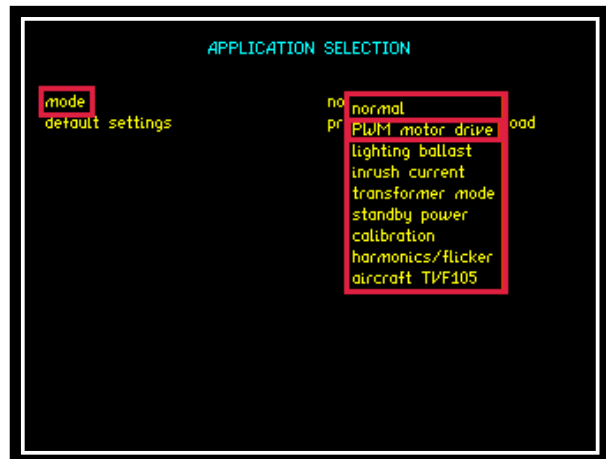 APPLICATION SELECTION
mode no
normal
default settings pr oad
PWM motor drive
lighting ballast
inrush current
transformer mode
standby power
calibration
harmonics/flicker
aircraft TVF105